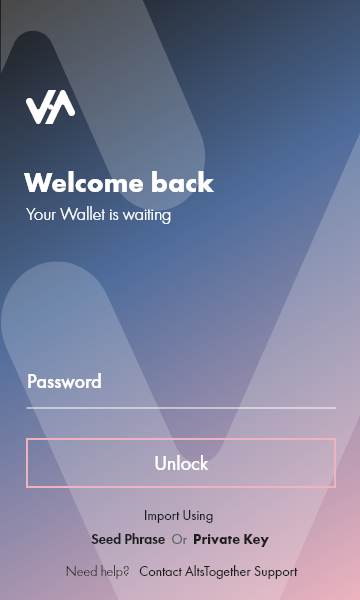 Welcome back
Your Wallet is waiting
Password
Unlock
Import Using
Seed Phrase Or Private Key
Need help? Contact AltsTogether Support